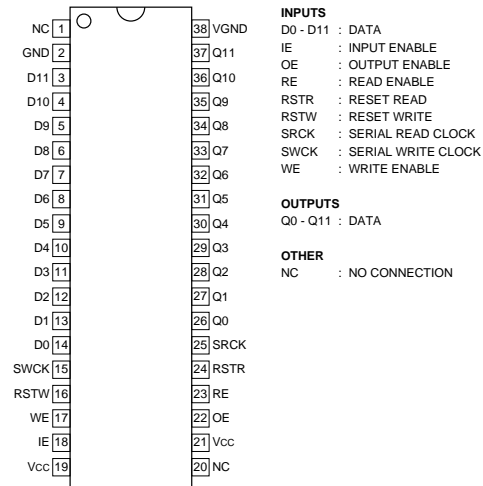 NC 1
GND 2
D11 3
D10 4
D9 5
D8 6
D7 7
D6 8
D5 9
D4 10
D3 11
D2 12
D1 13
D0 14
SWCK 15
RSTW 16
WE 17
IE 18
Vcc 19
38 VGND
37 Q11
36 Q10
35 Q9
34 Q8
33 Q7
32 Q6
31 Q5
30 Q4
29 Q3
28 Q2
27 Q1
26 Q0
25 SRCK
24 RSTR
23 RE
22 OE
21 Vcc
20 NC
INPUTS
D0 - D11 : DATA
IE : INPUT ENABLE
OE : OUTPUT ENABLE
RE : READ ENABLE
RSTR : RESET READ
RSTW : RESET WRITE
SRCK : SERIAL READ CLOCK
SWCK : SERIAL WRITE CLOCK
WE : WRITE ENABLE
OUTPUTS
Q0 - Q11 : DATA
OTHER
NC : NO CONNECTION